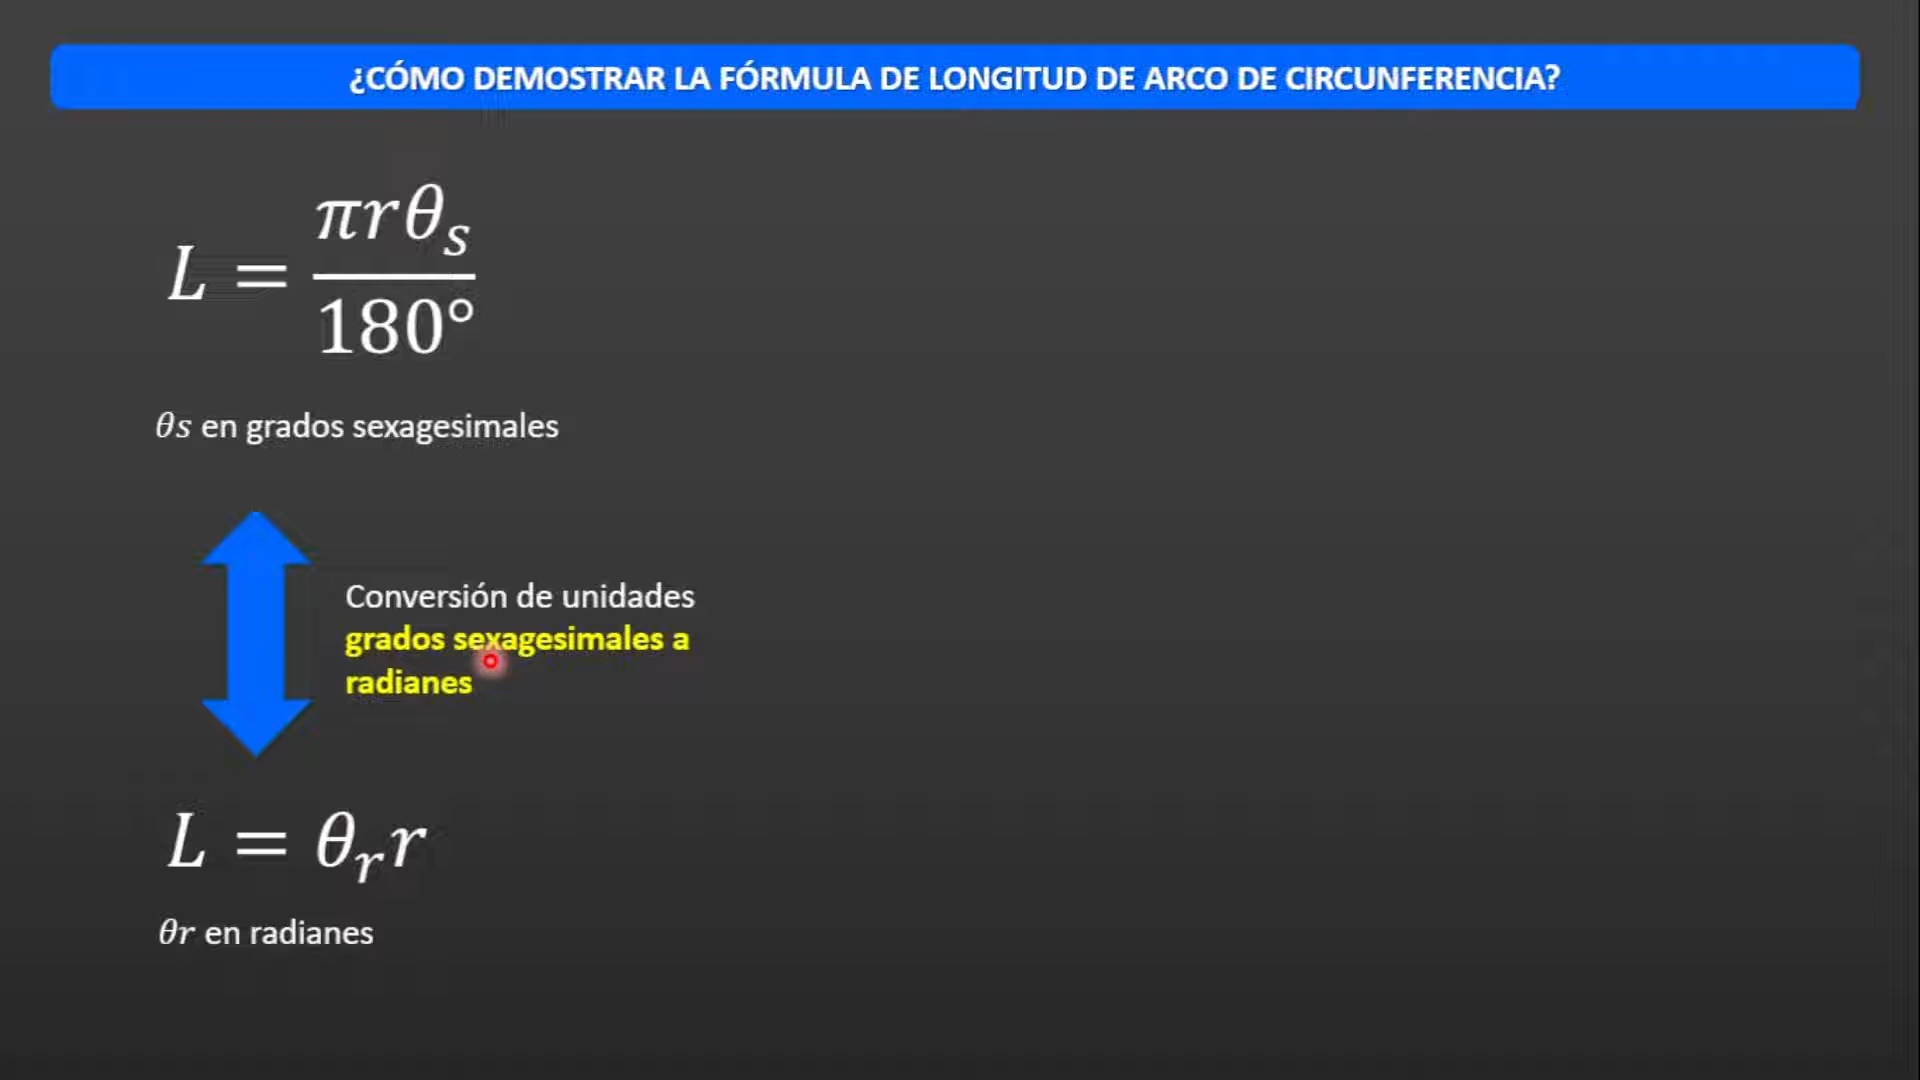 ¿CÓMO DEMOSTRAR LA FÓRMULA DE LONGITUD DE ARCO DE CIRCUNFERENCIA?
L = πrθₛ / 180°
θs en grados sexagesimales
Conversión de unidades
grados sexagesimales a
radianes
L = θᵣr
θr en radianes